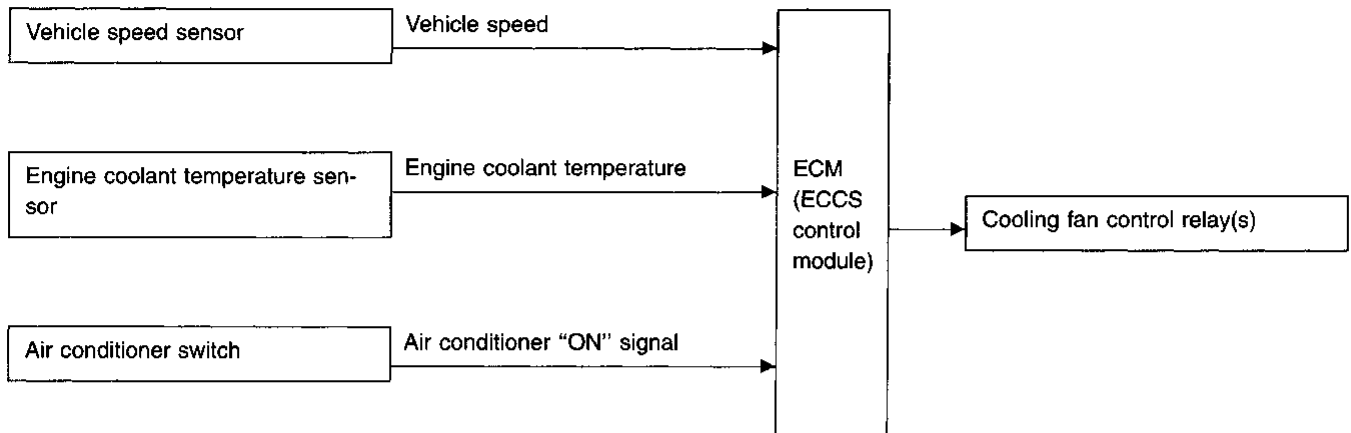 Vehicle speed sensor
Vehicle speed
Engine coolant temperature sen-
sor
Engine coolant temperature
Air conditioner switch
Air conditioner “ON” signal
ECM
(ECCS
control
module)
Cooling fan control relay(s)